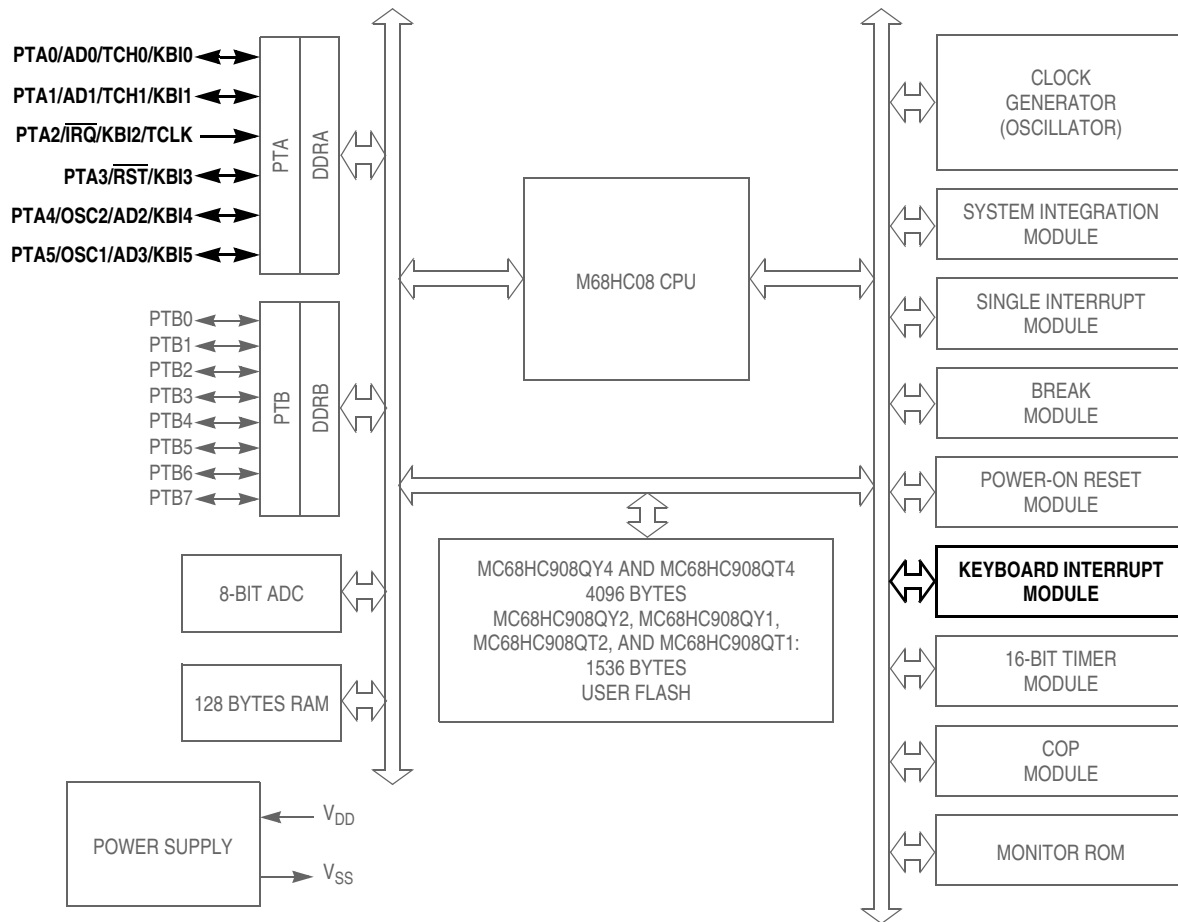 PTA0/AD0/TCH0/KBI0
PTA1/AD1/TCH1/KBI1
PTA2/I̅R̅Q̅/KBI2/TCLK
PTA3/R̅S̅T̅/KBI3
PTA4/OSC2/AD2/KBI4
PTA5/OSC1/AD3/KBI5
PTA
DDRA
PTB0
PTB1
PTB2
PTB3
PTB4
PTB5
PTB6
PTB7
PTB
DDRB
8-BIT ADC
128 BYTES RAM
POWER SUPPLY
V_DD
V_SS
M68HC08 CPU
MC68HC908QY4 AND MC68HC908QT4
4096 BYTES
MC68HC908QY2, MC68HC908QY1,
MC68HC908QT2, AND MC68HC908QT1:
1536 BYTES
USER FLASH
CLOCK
GENERATOR
(OSCILLATOR)
SYSTEM INTEGRATION
MODULE
SINGLE INTERRUPT
MODULE
BREAK
MODULE
POWER-ON RESET
MODULE
KEYBOARD INTERRUPT
MODULE
16-BIT TIMER
MODULE
COP
MODULE
MONITOR ROM